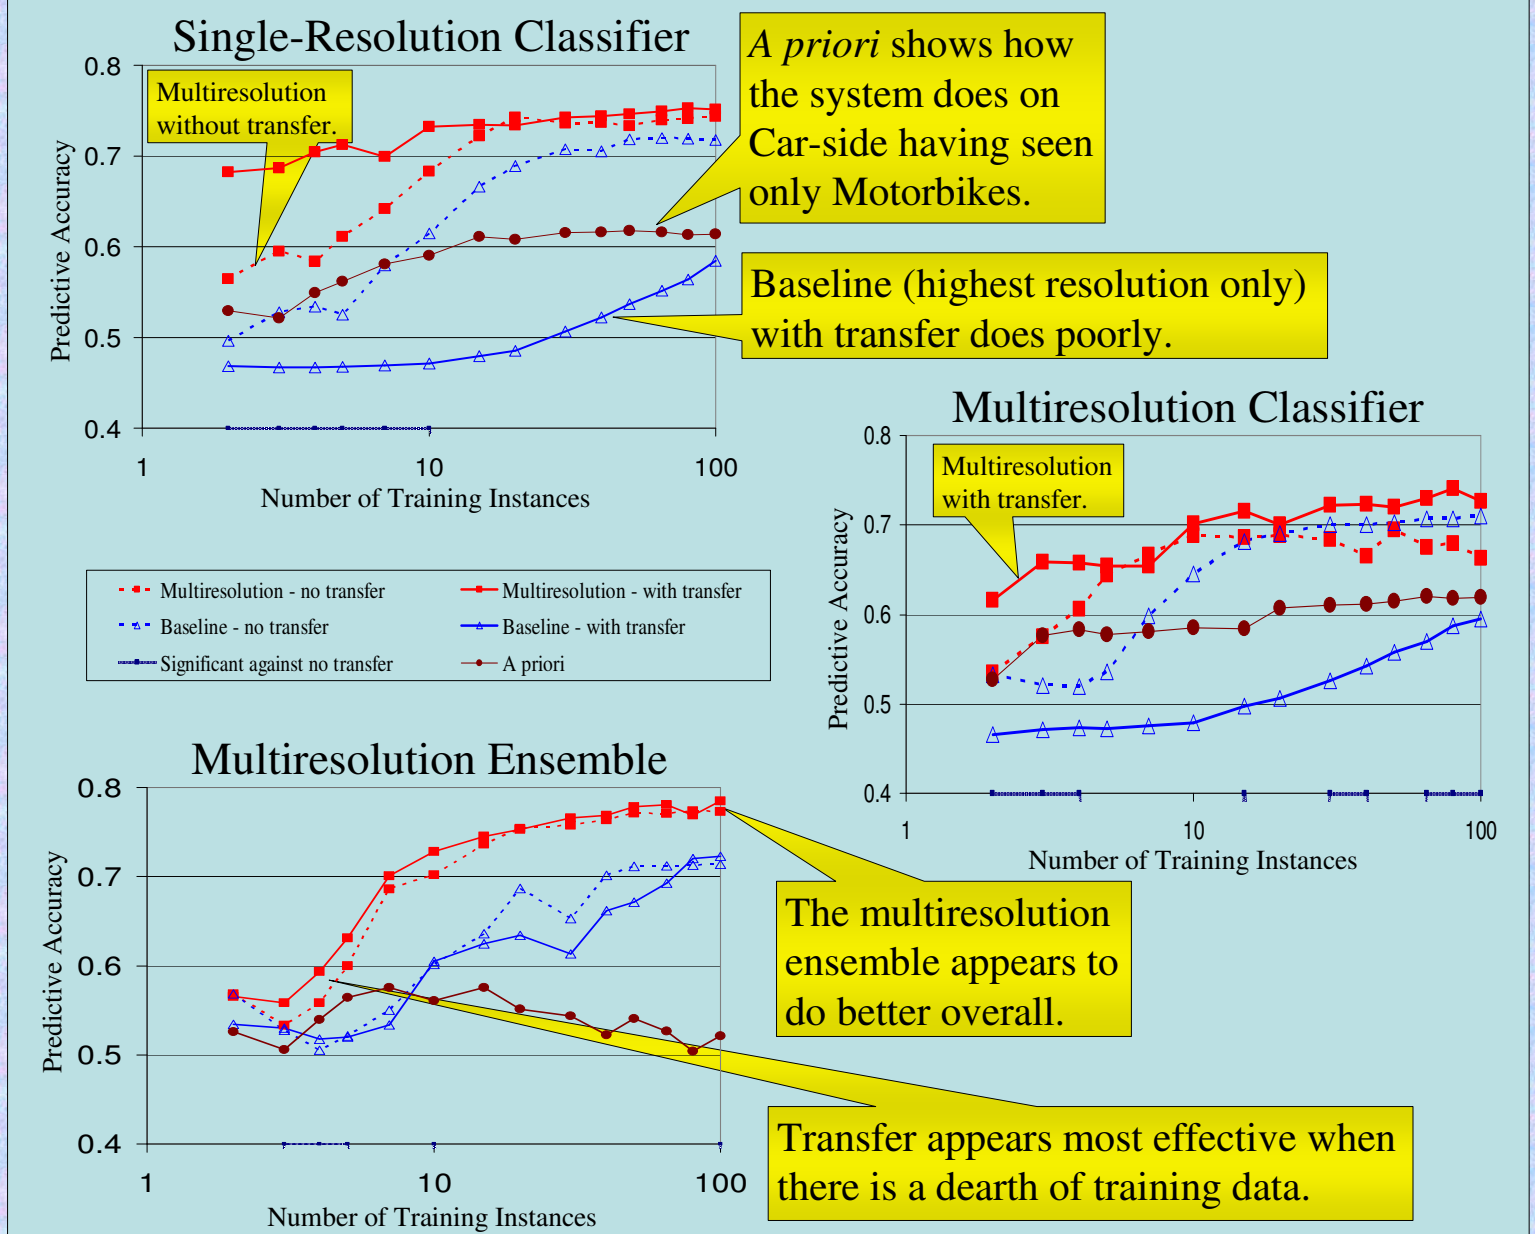 Single-Resolution Classifier
0.8
0.7
0.6
0.5
0.4
1
10
100
Predictive Accuracy
Number of Training Instances
Multiresolution
without transfer.
A priori shows how
the system does on
Car-side having seen
only Motorbikes.
Baseline (highest resolution only)
with transfer does poorly.
Multiresolution - no transfer
Multiresolution - with transfer
Baseline - no transfer
Baseline - with transfer
Significant against no transfer
A priori
Multiresolution Classifier
0.8
0.7
0.6
0.5
0.4
1
10
100
Predictive Accuracy
Number of Training Instances
Multiresolution
with transfer.
Multiresolution Ensemble
0.8
0.7
0.6
0.5
0.4
1
10
100
Predictive Accuracy
Number of Training Instances
The multiresolution
ensemble appears to
do better overall.
Transfer appears most effective when
there is a dearth of training data.